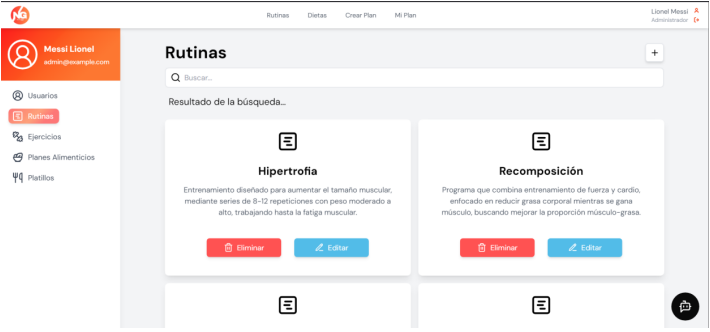 NG
Rutinas Dietas Crear Plan Mi Plan
Lionel Messi
Administrador
Messi Lionel
admin@example.com
Usuarios
Rutinas
Ejercicios
Planes Alimenticios
Platillos
Rutinas
+
Buscar...
Resultado de la búsqueda...
Hipertrofia
Entrenamiento diseñado para aumentar el tamaño muscular,
mediante series de 8-12 repeticiones con peso moderado a
alto, trabajando hasta la fatiga muscular.
Eliminar Editar
Recomposición
Programa que combina entrenamiento de fuerza y cardio,
enfocado en reducir grasa corporal mientras se gana
músculo, buscando mejorar la proporción músculo-grasa.
Eliminar Editar